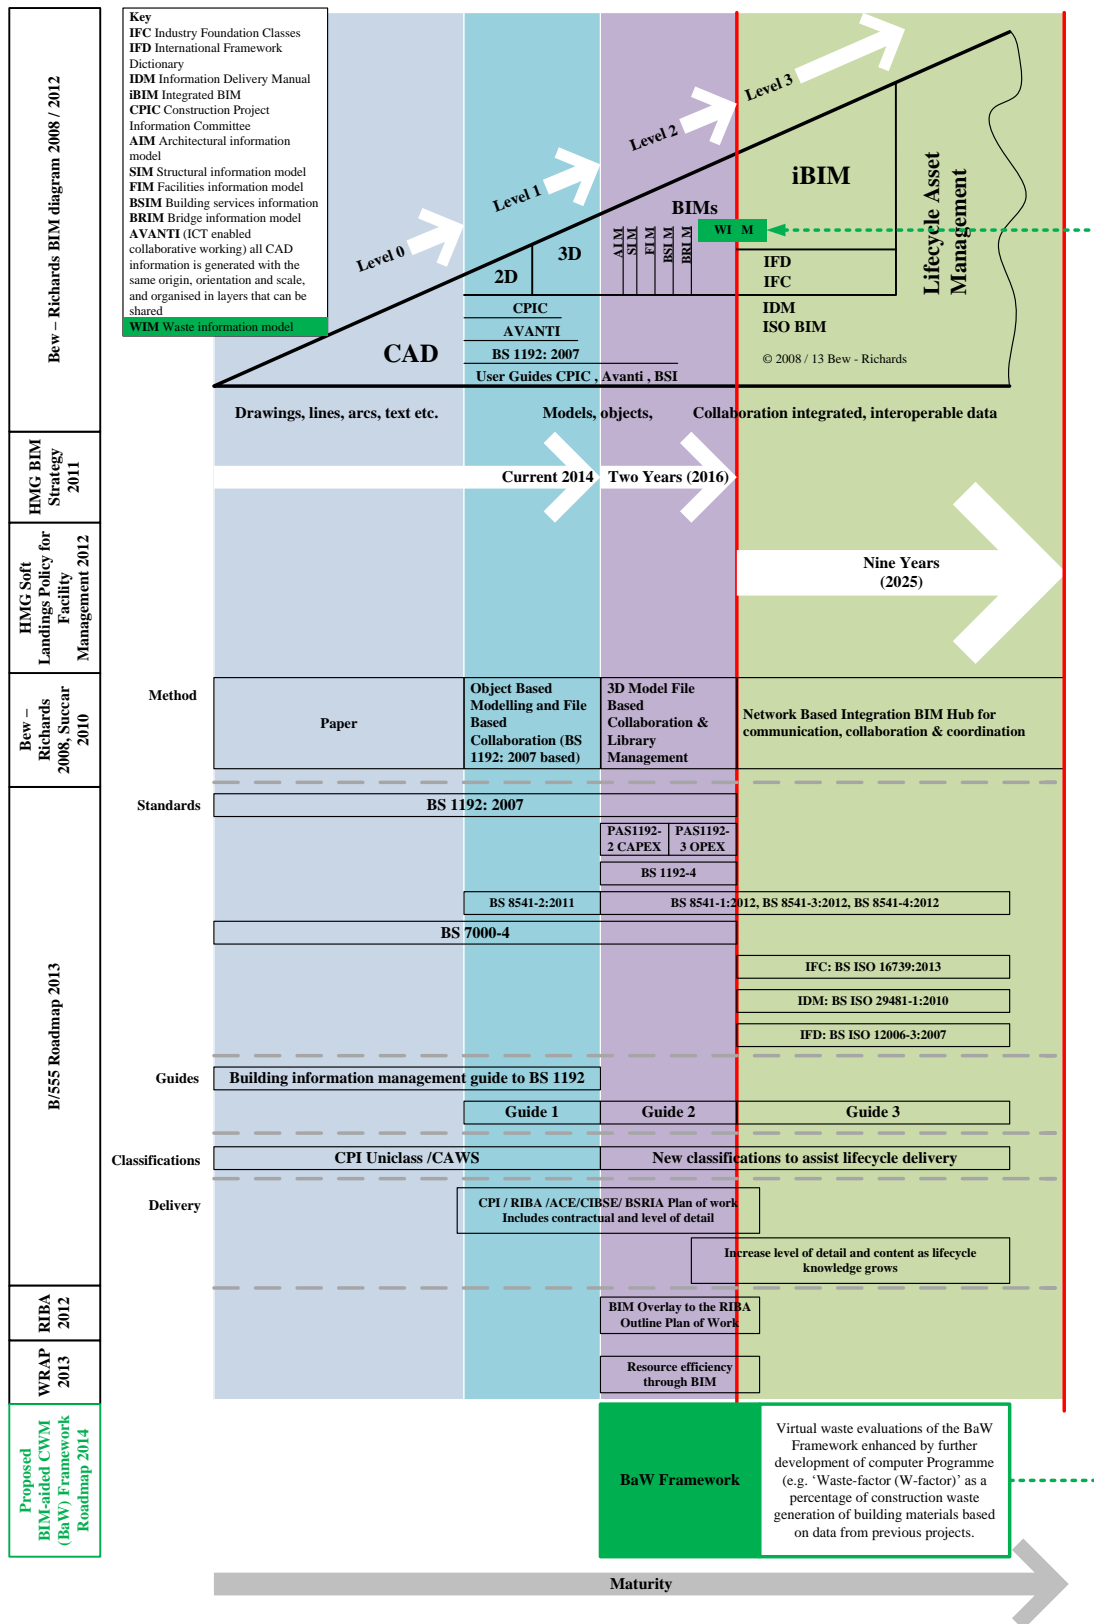 Key
IFC Industry Foundation Classes
IFD International Framework
Dictionary
IDM Information Delivery Manual
iBIM Integrated BIM
CPIC Construction Project
Information Committee
AIM Architectural information
model
SIM Structural information model
FIM Facilities information model
BSIM Building services information
BRIM Bridge information model
AVANTI (ICT enabled
collaborative working) all CAD
information is generated with the
same origin, orientation and scale,
and organised in layers that can be
shared
WIM Waste information model
Bew – Richards BIM diagram 2008 / 2012
Level 0
Level 1
Level 2
Level 3
CAD
2D
3D
BIMs
AI M
SI M
FI M
BSI M
BRI M
WI M
iBIM
IFD
IFC
IDM
ISO BIM
© 2008 / 13 Bew - Richards
Lifecycle Asset
Management
CPIC
AVANTI
BS 1192: 2007
User Guides CPIC , Avanti , BSI
Drawings, lines, arcs, text etc.
Models, objects,
Collaboration integrated, interoperable data
HMG BIM
Strategy
2011
Current 2014
Two Years (2016)
HMG Soft
Landings Policy for
Facility
Management 2012
Nine Years
(2025)
Bew –
Richards
2008, Succar
2010
Method
Paper
Object Based
Modelling and File
Based
Collaboration (BS
1192: 2007 based)
3D Model File
Based
Collaboration &
Library
Management
Network Based Integration BIM Hub for
communication, collaboration & coordination
B/555 Roadmap 2013
Standards
BS 1192: 2007
PAS1192-
2 CAPEX
PAS1192-
3 OPEX
BS 1192-4
BS 8541-2:2011
BS 8541-1:2012, BS 8541-3:2012, BS 8541-4:2012
BS 7000-4
IFC: BS ISO 16739:2013
IDM: BS ISO 29481-1:2010
IFD: BS ISO 12006-3:2007
Guides
Building information management guide to BS 1192
Guide 1
Guide 2
Guide 3
Classifications
CPI Uniclass /CAWS
New classifications to assist lifecycle delivery
Delivery
CPI / RIBA /ACE/CIBSE/ BSRIA Plan of work
Includes contractual and level of detail
Increase level of detail and content as lifecycle
knowledge grows
RIBA
2012
BIM Overlay to the RIBA
Outline Plan of Work
WRAP
2013
Resource efficiency
through BIM
Proposed
BIM-aided CWM
(BaW) Framework
Roadmap 2014
BaW Framework
Virtual waste evaluations of the BaW
Framework enhanced by further
development of computer Programme
(e.g. ‘Waste-factor (W-factor)’ as a
percentage of construction waste
generation of building materials based
on data from previous projects.
Maturity